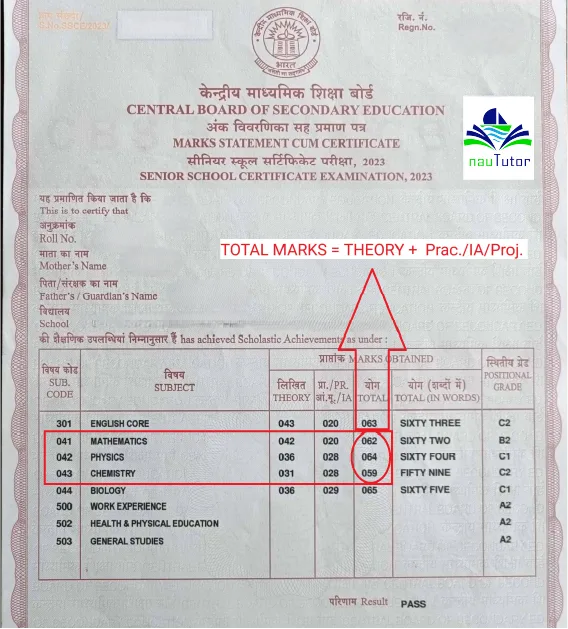 रजि. नं.
Regn.No.
भारत
केन्द्रीय माध्यमिक शिक्षा बोर्ड
CENTRAL BOARD OF SECONDARY EDUCATION
अंक विवरणिका सह प्रमाण पत्र
MARKS STATEMENT CUM CERTIFICATE
सीनियर स्कूल सर्टिफिकेट परीक्षा, 2023
SENIOR SCHOOL CERTIFICATE EXAMINATION, 2023
nauTutor
यह प्रमाणित किया जाता है कि
This is to certify that
अनुक्रमांक
Roll No.
TOTAL MARKS = THEORY + Prac./IA/Proj.
माता का नाम
Mother's Name
पिता/संरक्षक का नाम
Father's / Guardian's Name
विद्यालय
School
की शैक्षणिक उपलब्धियां निम्नानुसार हैं has achieved Scholastic Achievements as under :
विषय कोड SUB. CODE
विषय SUBJECT
प्राप्तांक MARKS OBTAINED
लिखित THEORY
प्रा./PR. आं.मू./IA
योग TOTAL
योग (शब्दों में) TOTAL (IN WORDS)
स्थितीय ग्रेड POSITIONAL GRADE
301 ENGLISH CORE 043 020 063 SIXTY THREE C2
041 MATHEMATICS 042 020 062 SIXTY TWO B2
042 PHYSICS 036 028 064 SIXTY FOUR C1
043 CHEMISTRY 031 028 059 FIFTY NINE C2
044 BIOLOGY 036 029 065 SIXTY FIVE C1
500 WORK EXPERIENCE A2
502 HEALTH & PHYSICAL EDUCATION A2
503 GENERAL STUDIES A2
परिणाम Result PASS